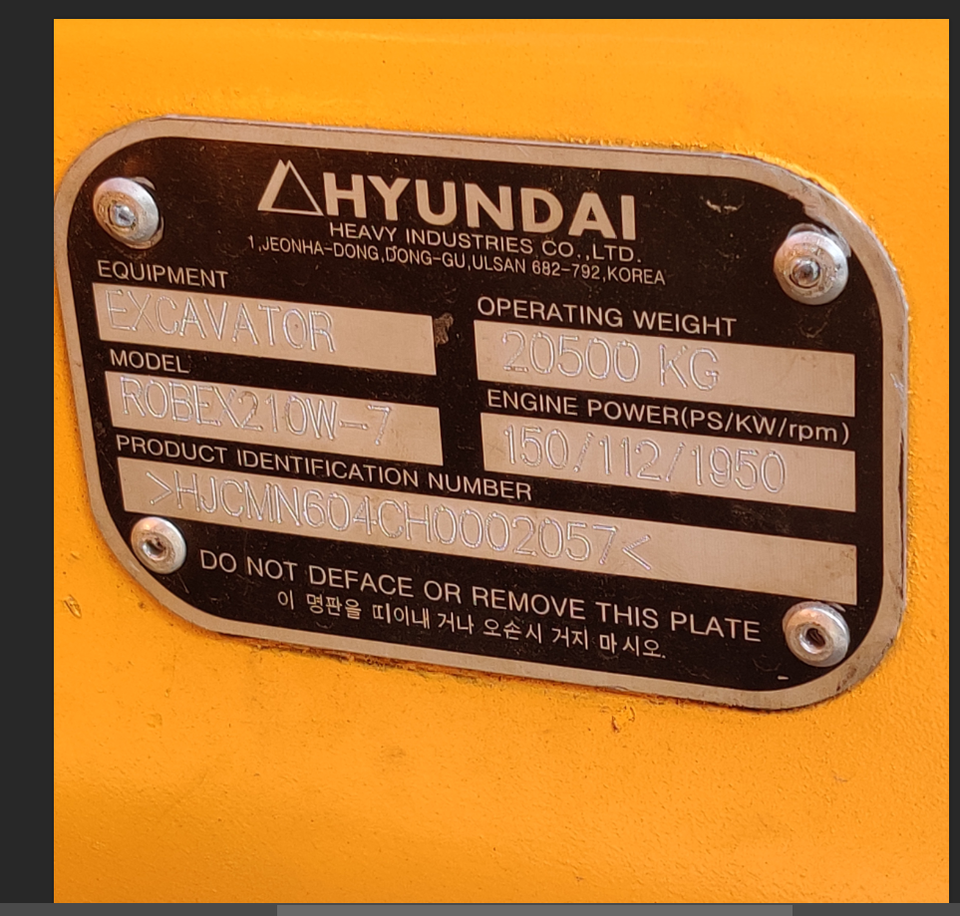 HYUNDAI
HEAVY INDUSTRIES CO.,LTD.
1,JEONHA-DONG,DONG-GU,ULSAN 682-792,KOREA
EQUIPMENT
EXCAVATOR
OPERATING WEIGHT
20500 KG
MODEL
ROBEX210W-7
ENGINE POWER(PS/KW/rpm)
150/112/1950
PRODUCT IDENTIFICATION NUMBER
>HJCMN604CH0002057<
DO NOT DEFACE OR REMOVE THIS PLATE
이 명판을 띠이내 거나 오손시 거지 마시오.